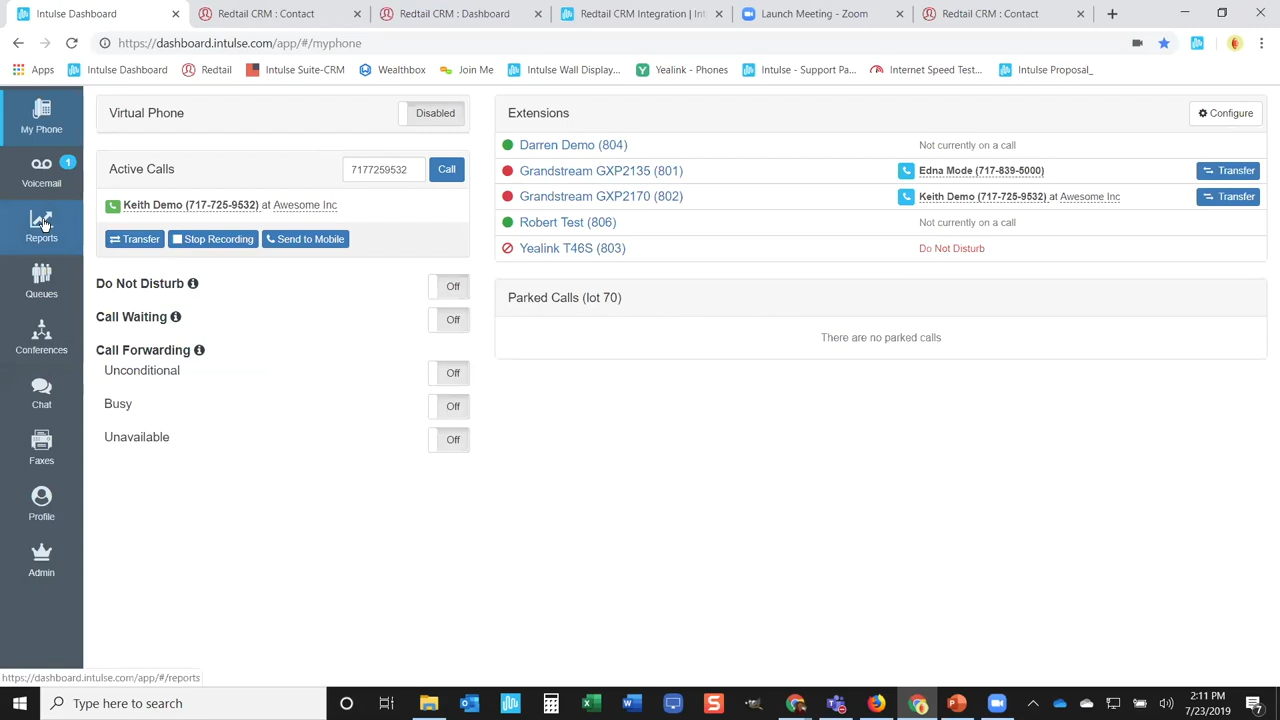 Intulse Dashboard
Redtail CRM : Contact
Redtail CRM : Dashboard
Redtail CRM Integration | Int
Launch Meeting - Zoom
Redtail CRM : Contact
https://dashboard.intulse.com/app/#/myphone
Apps
Intulse Dashboard
Redtail
Intulse Suite-CRM
Wealthbox
Join Me
Intulse Wall Display...
Yealink - Phones
Intulse - Support Pa...
Internet Speed Test...
Intulse Proposal_
My Phone
1
Voicemail
Reports
Queues
Conferences
Chat
Faxes
Profile
Admin
Virtual Phone
Disabled
Active Calls
7177259532
Call
Keith Demo (717-725-9532) at Awesome Inc
Transfer
Stop Recording
Send to Mobile
Do Not Disturb
Off
Call Waiting
Off
Call Forwarding
Unconditional
Off
Busy
Off
Unavailable
Off
Extensions
Configure
Darren Demo (804)
Not currently on a call
Grandstream GXP2135 (801)
Edna Mode (717-839-5000)
Transfer
Grandstream GXP2170 (802)
Keith Demo (717-725-9532) at Awesome Inc
Transfer
Robert Test (806)
Not currently on a call
Yealink T46S (803)
Do Not Disturb
Parked Calls (lot 70)
There are no parked calls
https://dashboard.intulse.com/app/#/reports
Type here to search
2:11 PM
7/23/2019
7